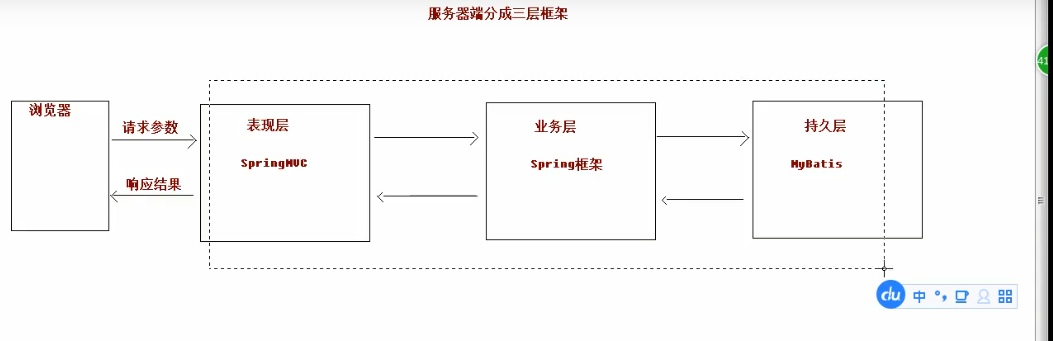 服务器端分成三层框架
浏览器
请求参数
响应结果
表现层
SpringMVC
业务层
Spring框架
持久层
MyBatis
41
du 中 °,